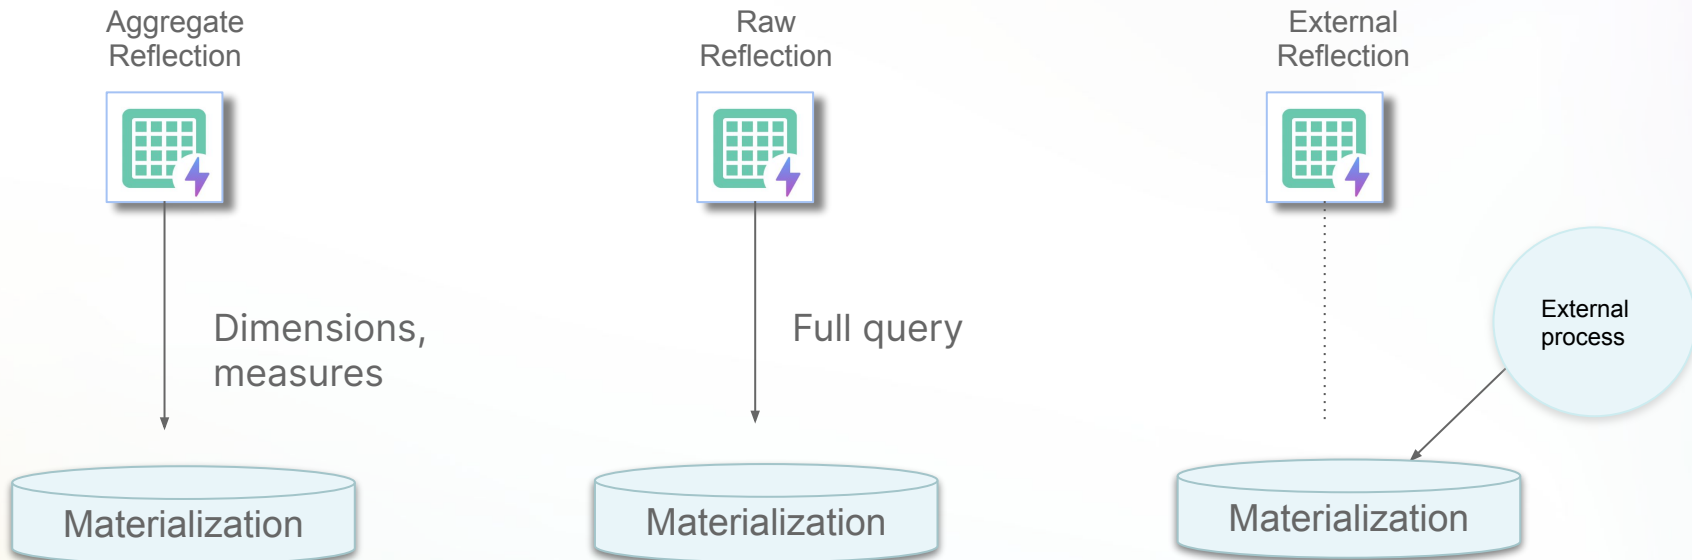 Aggregate
Reflection
Raw
Reflection
External
Reflection
Dimensions,
measures
Full query
External
process
Materialization
Materialization
Materialization